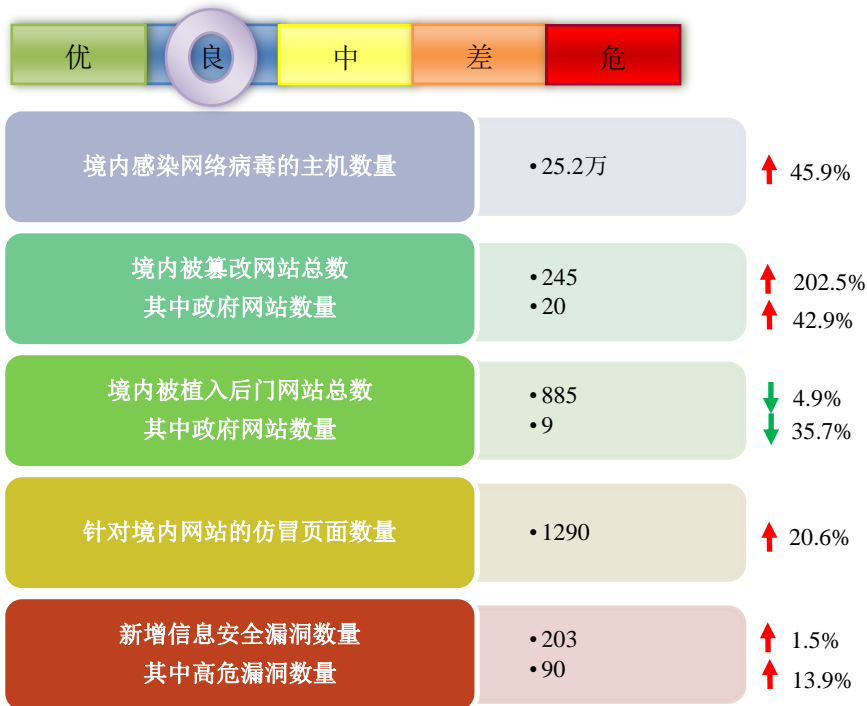 优 良 中 差 危
境内感染网络病毒的主机数量 •25.2万 45.9%
境内被篡改网站总数 •245 202.5%
其中政府网站数量 •20 42.9%
境内被植入后门网站总数 •885 4.9%
其中政府网站数量 •9 35.7%
针对境内网站的仿冒页面数量 •1290 20.6%
新增信息安全漏洞数量 •203 1.5%
其中高危漏洞数量 •90 13.9%